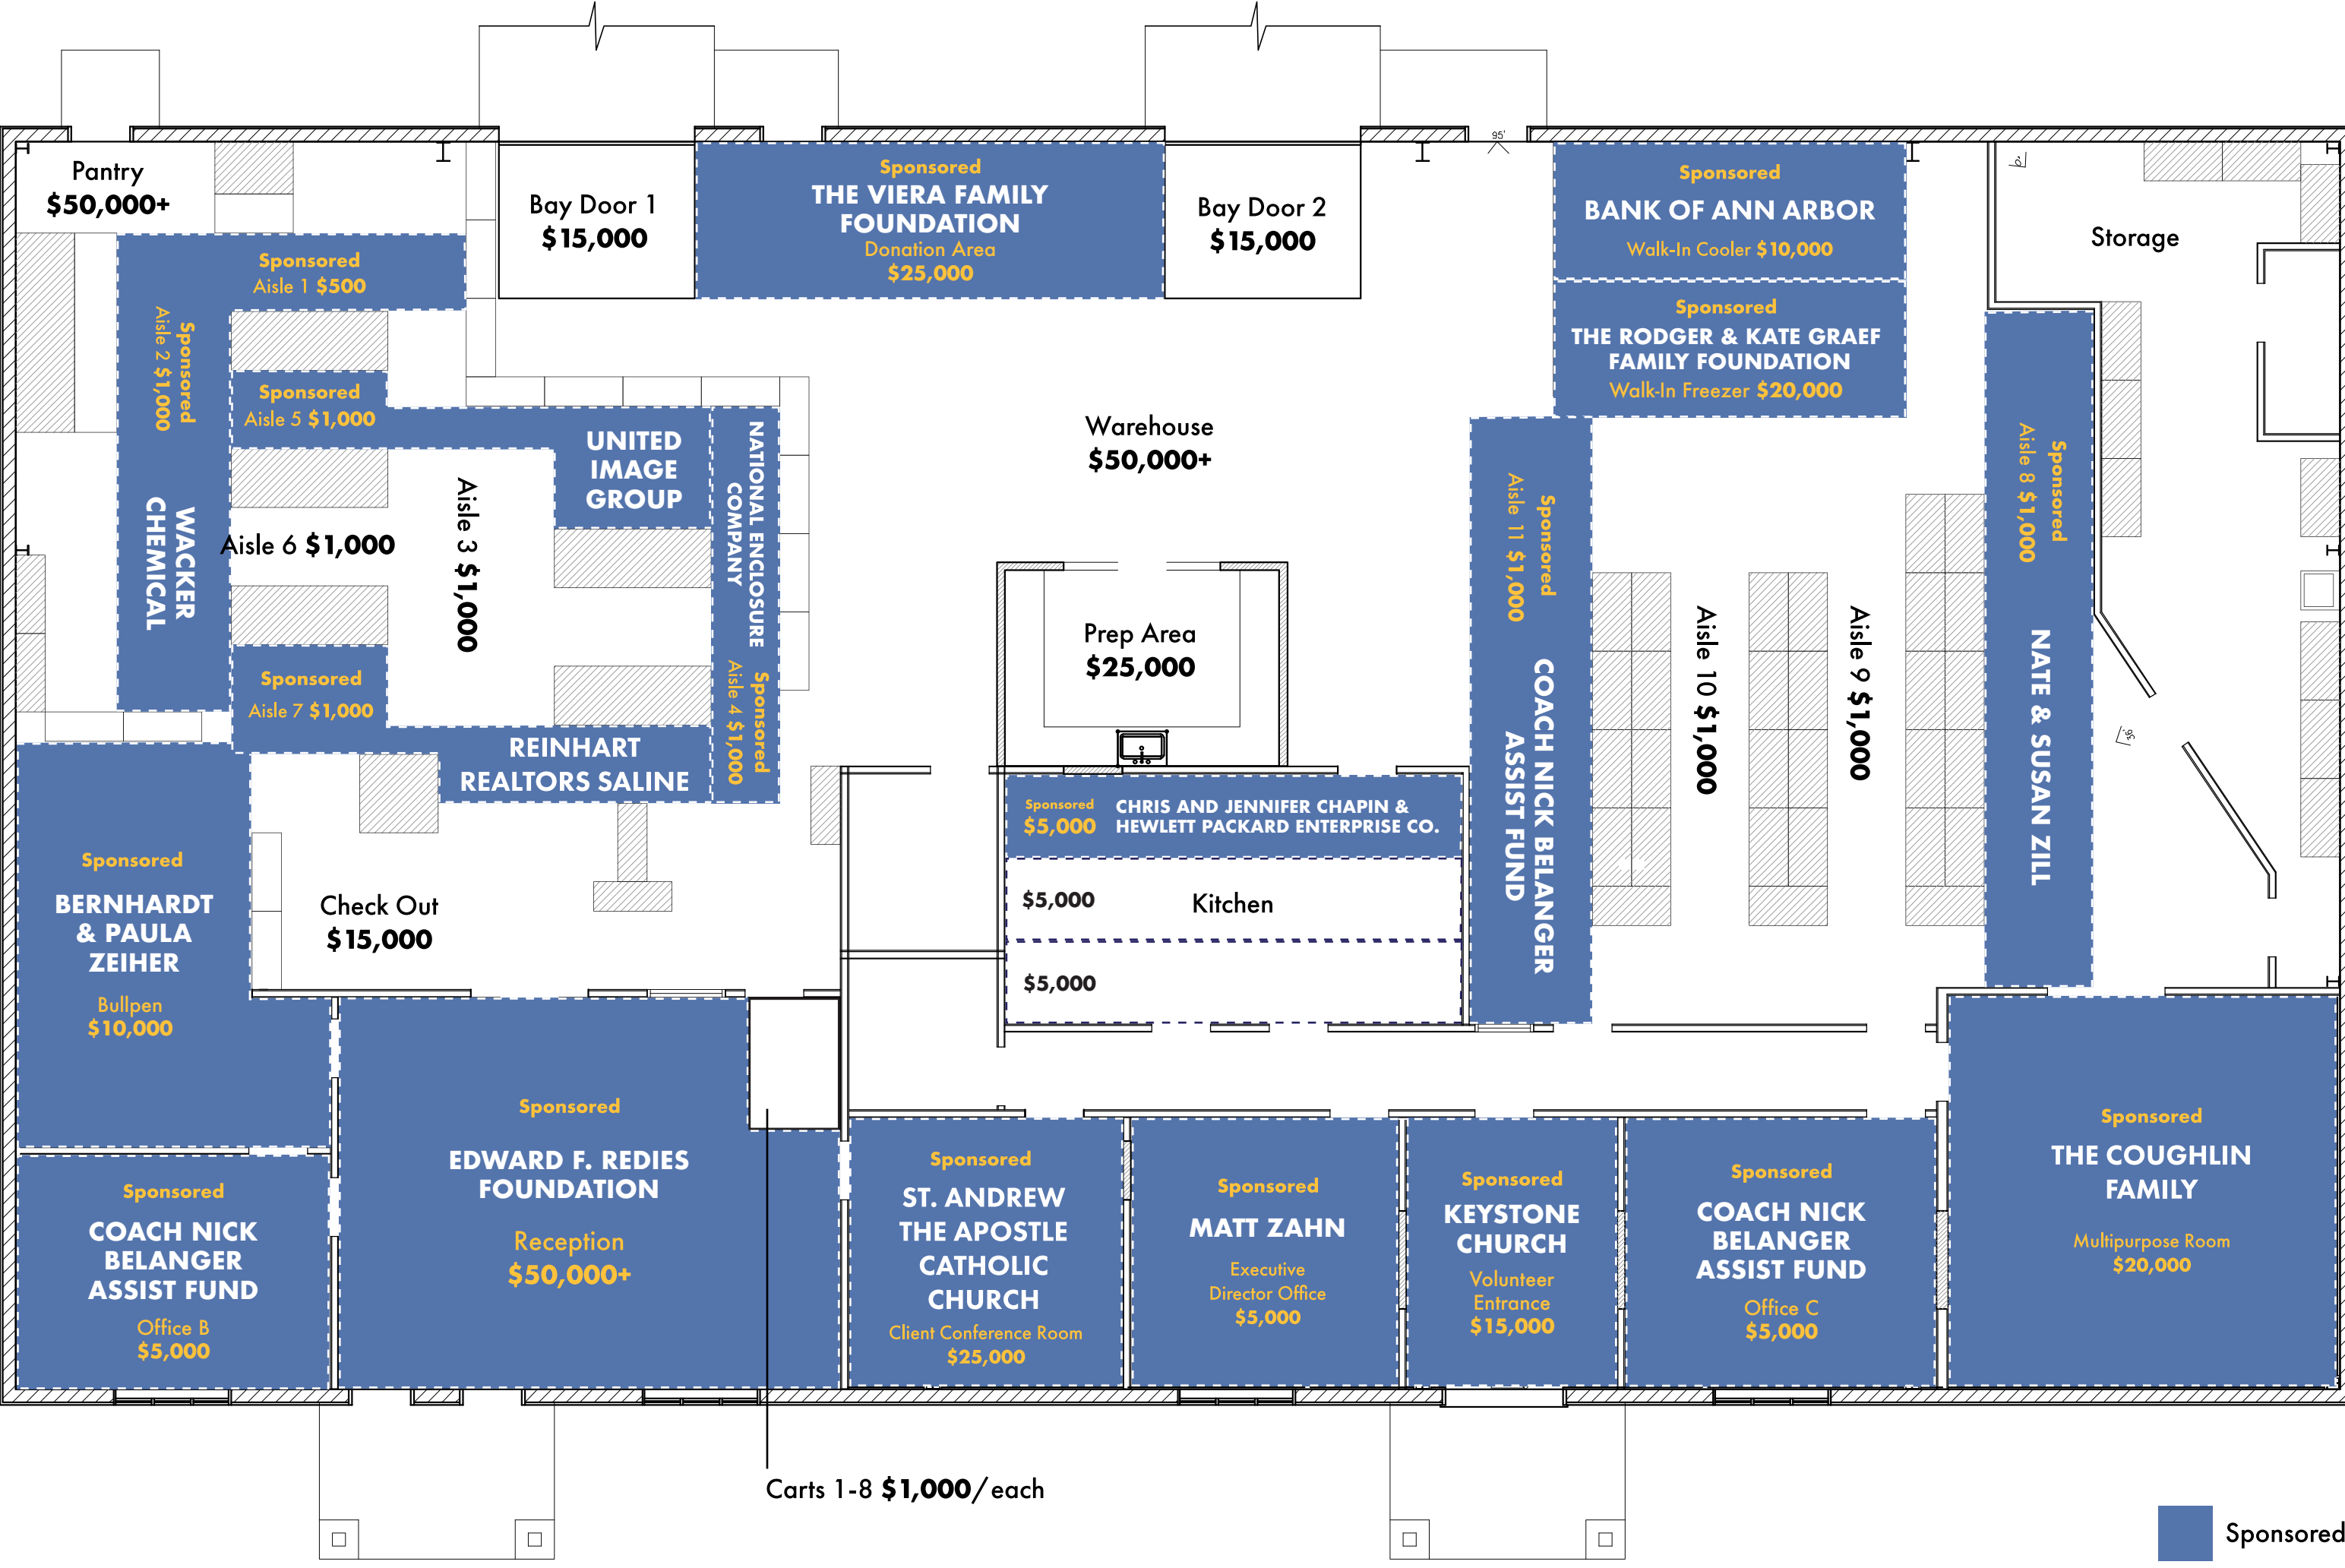 95'
0'
Pantry
$50,000+
Bay Door 1
$15,000
Sponsored
THE VIERA FAMILY
FOUNDATION
Donation Area
$25,000
Bay Door 2
$15,000
Sponsored
BANK OF ANN ARBOR
Walk-In Cooler $10,000
Sponsored
THE RODGER & KATE GRAEF
FAMILY FOUNDATION
Walk-In Freezer $20,000
Storage
Sponsored
Aisle 1 $500
Sponsored
Aisle 2 $1,000
WACKER
CHEMICAL
Sponsored
Aisle 5 $1,000
UNITED
IMAGE
GROUP
NATIONAL ENCLOSURE
COMPANY
Sponsored
Aisle 4 $1,000
Aisle 6 $1,000
Aisle 3 $1,000
Sponsored
Aisle 7 $1,000
REINHART
REALTORS SALINE
Warehouse
$50,000+
Prep Area
$25,000
Sponsored
Aisle 11 $1,000
COACH NICK BELANGER
ASSIST FUND
Aisle 10 $1,000
Aisle 9 $1,000
Sponsored
Aisle 8 $1,000
NATE & SUSAN ZILL
36'
Sponsored
$5,000
CHRIS AND JENNIFER CHAPIN &
HEWLETT PACKARD ENTERPRISE CO.
$5,000
Kitchen
$5,000
Sponsored
BERNHARDT
& PAULA
ZEIHER
Bullpen
$10,000
Check Out
$15,000
Sponsored
COACH NICK
BELANGER
ASSIST FUND
Office B
$5,000
Sponsored
EDWARD F. REDIES
FOUNDATION
Reception
$50,000+
Sponsored
ST. ANDREW
THE APOSTLE
CATHOLIC
CHURCH
Client Conference Room
$25,000
Sponsored
MATT ZAHN
Executive
Director Office
$5,000
Sponsored
KEYSTONE
CHURCH
Volunteer
Entrance
$15,000
Sponsored
COACH NICK
BELANGER
ASSIST FUND
Office C
$5,000
Sponsored
THE COUGHLIN
FAMILY
Multipurpose Room
$20,000
Carts 1-8 $1,000/each
Sponsored